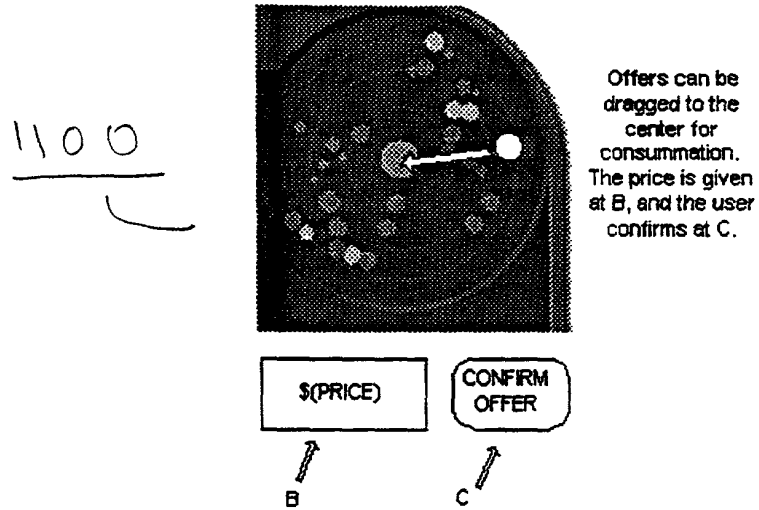 1100
Offers can be
dragged to the
center for
consummation.
The price is given
at B, and the user
confirms at C.
$(PRICE)
CONFIRM
OFFER
B
C